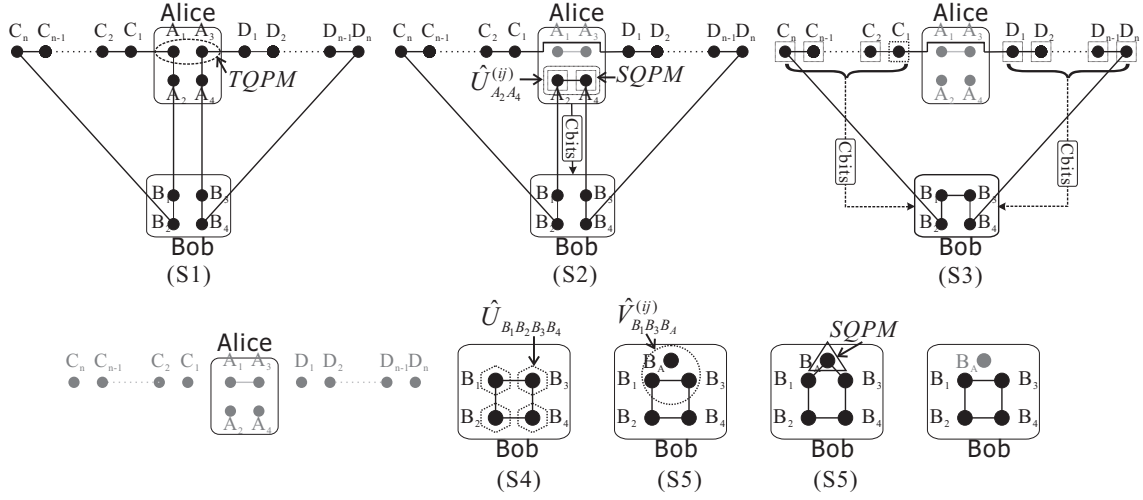 Alice
C_n C_{n-1} C_2 C_1 A_1 A_3 D_1 D_2 D_{n-1} D_n
TQPM
A_2 A_4
B_1 B_3
B_2 B_4
Bob
(S1)
Alice
C_n C_{n-1} C_2 C_1 A_1 A_3 D_1 D_2 D_{n-1} D_n
Û^{(ij)}_{A_2A_4} SQPM
A_2 A_4
Cbits
B_1 B_3
B_2 B_4
Bob
(S2)
Alice
C_n C_{n-1} C_2 C_1 A_1 A_3 D_1 D_2 D_{n-1} D_n
A_2 A_4
Cbits Cbits
B_1 B_3
B_2 B_4
Bob
(S3)
Alice
C_n C_{n-1} C_2 C_1 A_1 A_3 D_1 D_2 D_{n-1} D_n
A_2 A_4
Û_{B_1B_2B_3B_4}
B_1 B_3
B_2 B_4
Bob
(S4)
V̂^{(ij)}_{B_1B_3B_A}
B_A
B_1 B_3
B_2 B_4
Bob
(S5)
SQPM
B_A
B_1 B_3
B_2 B_4
Bob
(S5)
B_A
B_1 B_3
B_2 B_4
Bob